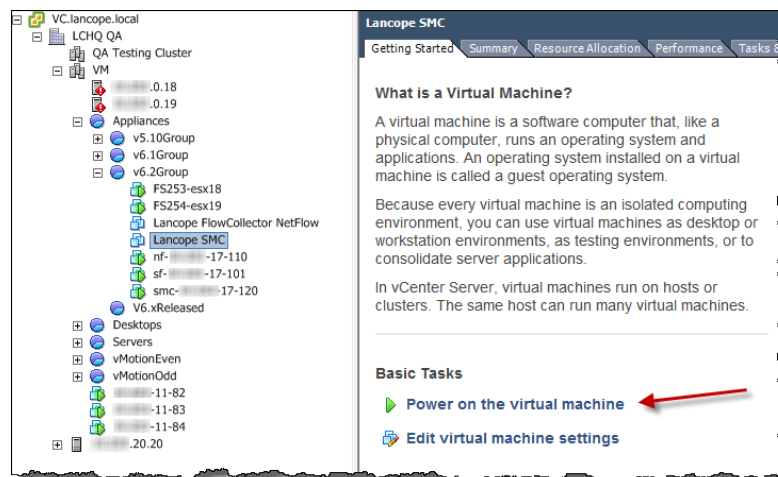 VC.lancope.local
LCHQ QA
QA Testing Cluster
VM
.0.18
.0.19
Appliances
v5.10Group
v6.1Group
v6.2Group
FS253-esx18
FS254-esx19
Lancope FlowCollector NetFlow
Lancope SMC
nf- -17-110
sf- -17-101
smc- -17-120
V6.xReleased
Desktops
Servers
vMotionEven
vMotionOdd
-11-82
-11-83
-11-84
.20.20
Lancope SMC
Getting Started Summary Resource Allocation Performance Tasks &
What is a Virtual Machine?
A virtual machine is a software computer that, like a
physical computer, runs an operating system and
applications. An operating system installed on a virtual
machine is called a guest operating system.
Because every virtual machine is an isolated computing
environment, you can use virtual machines as desktop or
workstation environments, as testing environments, or to
consolidate server applications.
In vCenter Server, virtual machines run on hosts or
clusters. The same host can run many virtual machines.
Basic Tasks
Power on the virtual machine
Edit virtual machine settings